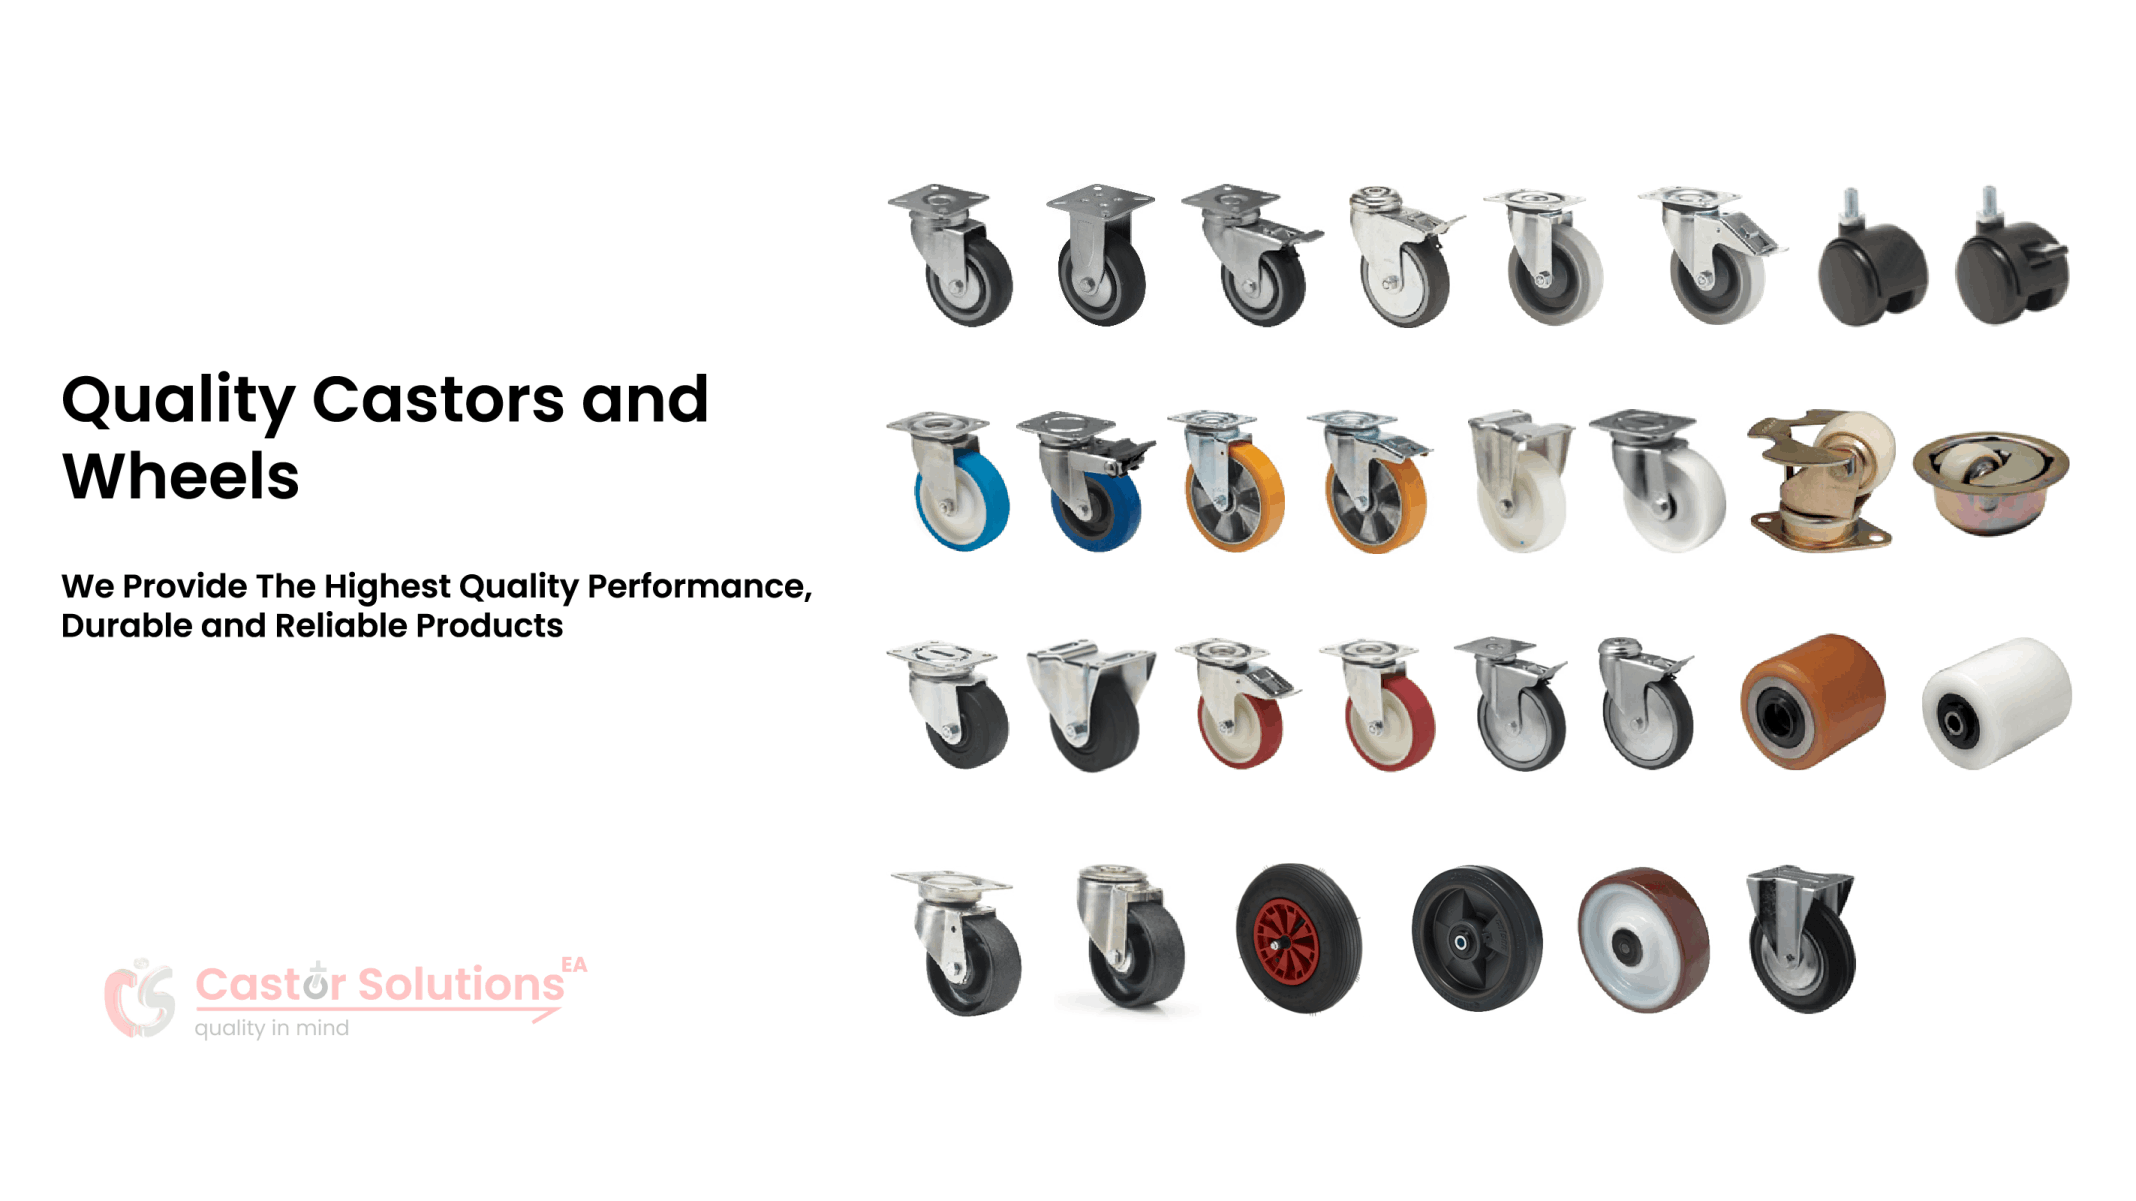 Quality Castors and
Wheels
We Provide The Highest Quality Performance,
Durable and Reliable Products
Castor Solutions EA
quality in mind